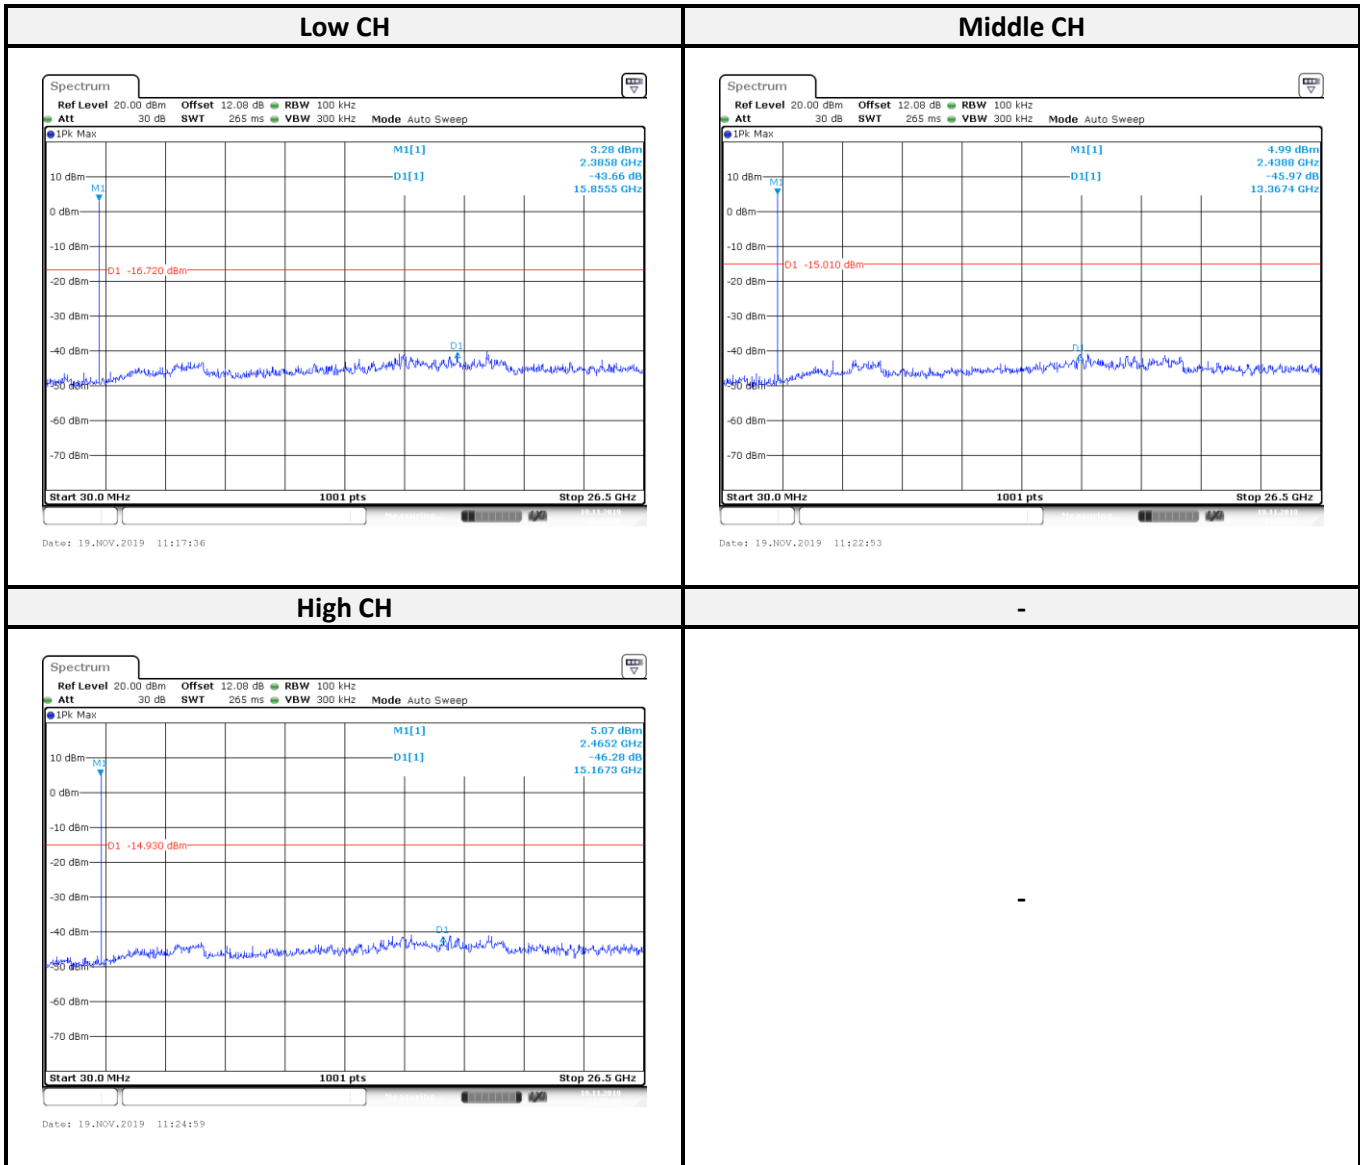 Low CH
Middle CH
Spectrum
Ref Level 20.00 dBm Offset 12.08 dB RBW 100 kHz
Att 30 dB SWT 265 ms VBW 300 kHz Mode Auto Sweep
1Pk Max
M1[1] 3.28 dBm
2.3858 GHz
D1[1] -43.66 dB
15.8555 GHz
10 dBm
M1
0 dBm
-10 dBm
D1 -16.720 dBm
-20 dBm
-30 dBm
-40 dBm
D1
-50 dBm
-60 dBm
-70 dBm
Start 30.0 MHz 1001 pts Stop 26.5 GHz
Date: 19.NOV.2019 11:17:36
Spectrum
Ref Level 20.00 dBm Offset 12.08 dB RBW 100 kHz
Att 30 dB SWT 265 ms VBW 300 kHz Mode Auto Sweep
1Pk Max
M1[1] 4.99 dBm
2.4388 GHz
D1[1] -45.97 dB
13.3674 GHz
10 dBm
M1
0 dBm
-10 dBm
D1 -15.010 dBm
-20 dBm
-30 dBm
-40 dBm
D1
-50 dBm
-60 dBm
-70 dBm
Start 30.0 MHz 1001 pts Stop 26.5 GHz
Date: 19.NOV.2019 11:22:53
High CH
-
Spectrum
Ref Level 20.00 dBm Offset 12.08 dB RBW 100 kHz
Att 30 dB SWT 265 ms VBW 300 kHz Mode Auto Sweep
1Pk Max
M1[1] 5.07 dBm
2.4652 GHz
D1[1] -46.28 dB
15.1673 GHz
10 dBm
M1
0 dBm
-10 dBm
D1 -14.930 dBm
-20 dBm
-30 dBm
-40 dBm
D1
-50 dBm
-60 dBm
-70 dBm
Start 30.0 MHz 1001 pts Stop 26.5 GHz
Date: 19.NOV.2019 11:24:59
-